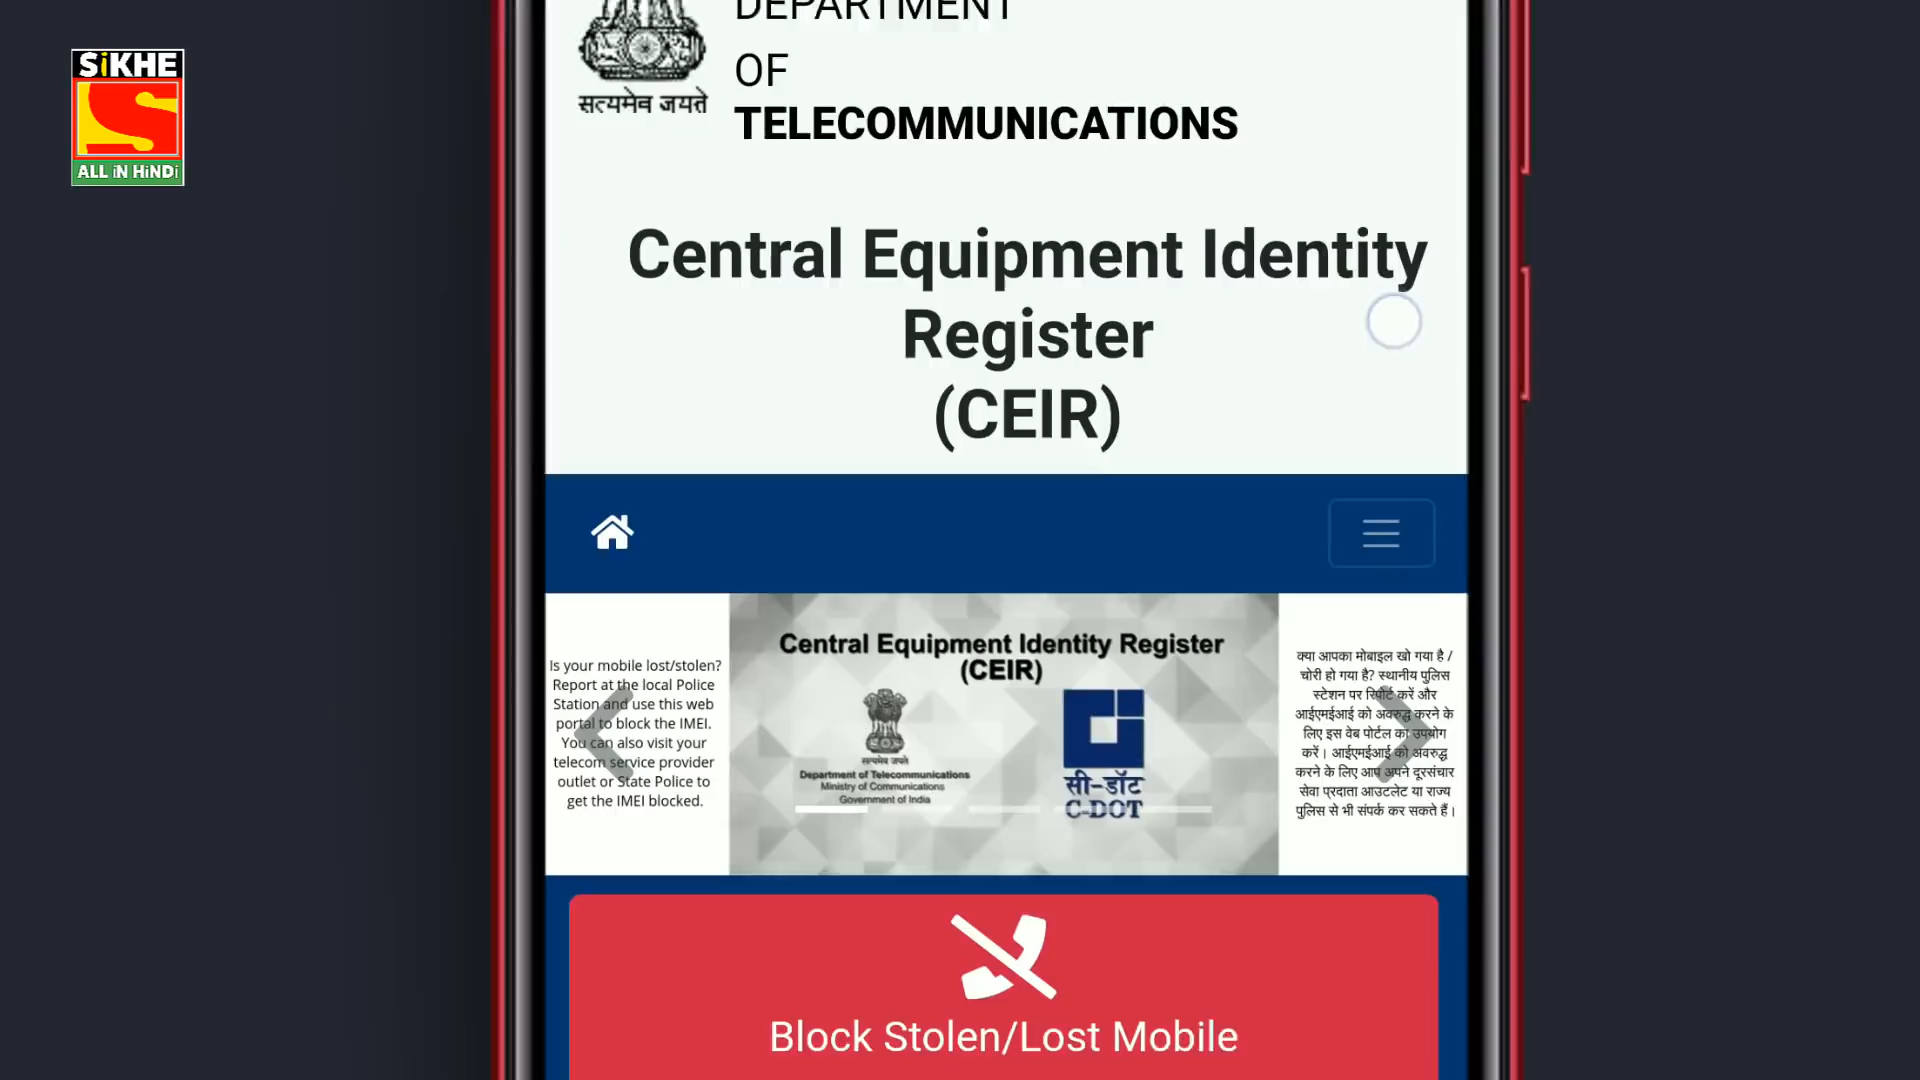 SiKHE
ALL iN HiNDi
सत्यमेव जयते
DEPARTMENT
OF
TELECOMMUNICATIONS
Central Equipment Identity
Register
(CEIR)
Is your mobile lost/stolen?
Report at the local Police
Station and use this web
portal to block the IMEI.
You can also visit your
telecom service provider
outlet or State Police to
get the IMEI blocked.
Central Equipment Identity Register
(CEIR)
सत्यमेव जयते
Department of Telecommunications
Ministry of Communications
Government of India
सी-डॉट
C-DOT
क्या आपका मोबाइल खो गया है /
चोरी हो गया है? स्थानीय पुलिस
स्टेशन पर रिपोर्ट करें और
आईएमईआई को अवरुद्ध करने के
लिए इस वेब पोर्टल का उपयोग
करें। आईएमईआई को अवरुद्ध
करने के लिए आप अपने दूरसंचार
सेवा प्रदाता आउटलेट या राज्य
पुलिस से भी संपर्क कर सकते हैं।
Block Stolen/Lost Mobile